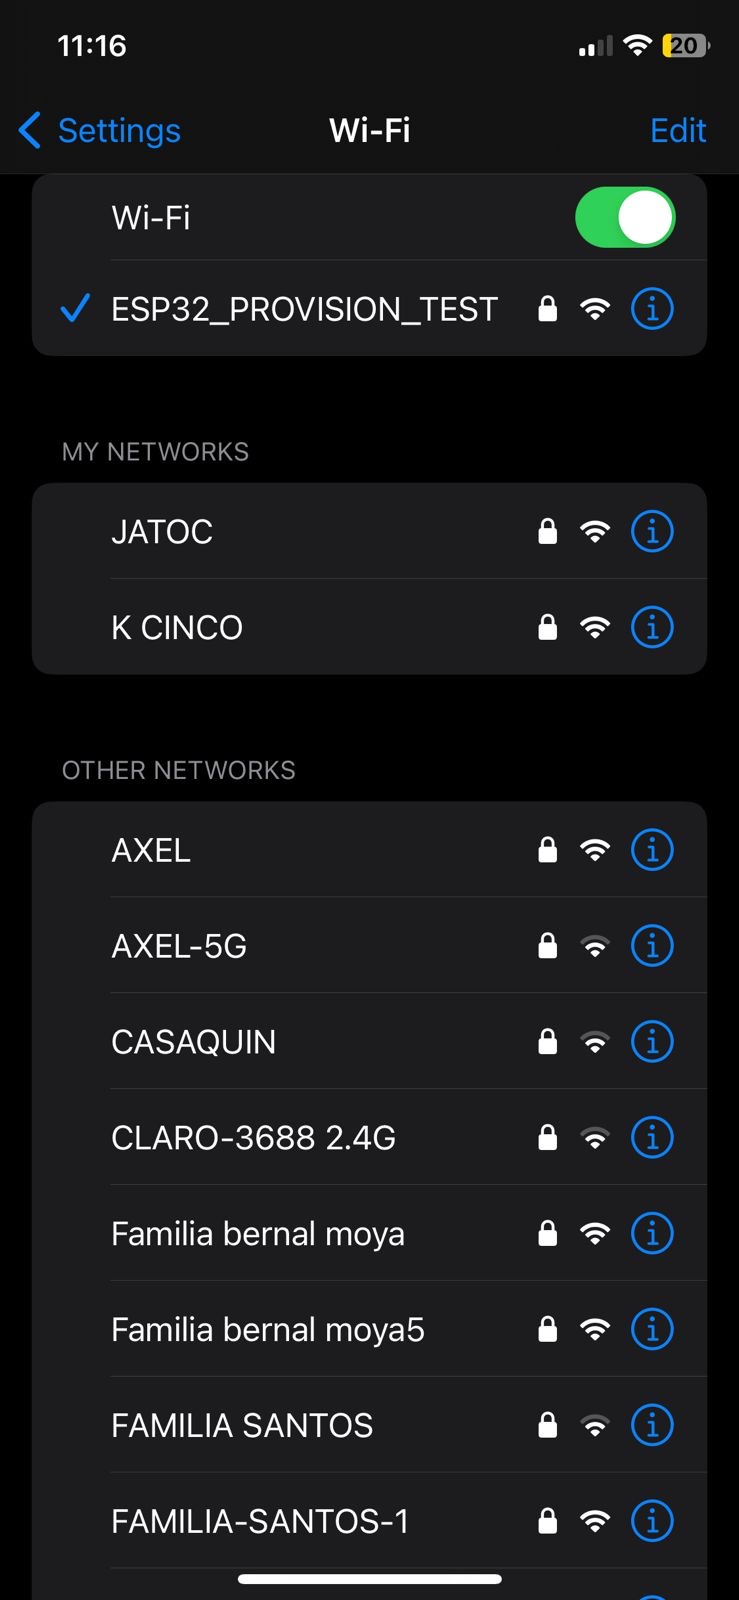 11:16
20
Settings
Wi-Fi
Edit
Wi-Fi
ESP32_PROVISION_TEST
MY NETWORKS
JATOC
K CINCO
OTHER NETWORKS
AXEL
AXEL-5G
CASAQUIN
CLARO-3688 2.4G
Familia bernal moya
Familia bernal moya5
FAMILIA SANTOS
FAMILIA-SANTOS-1